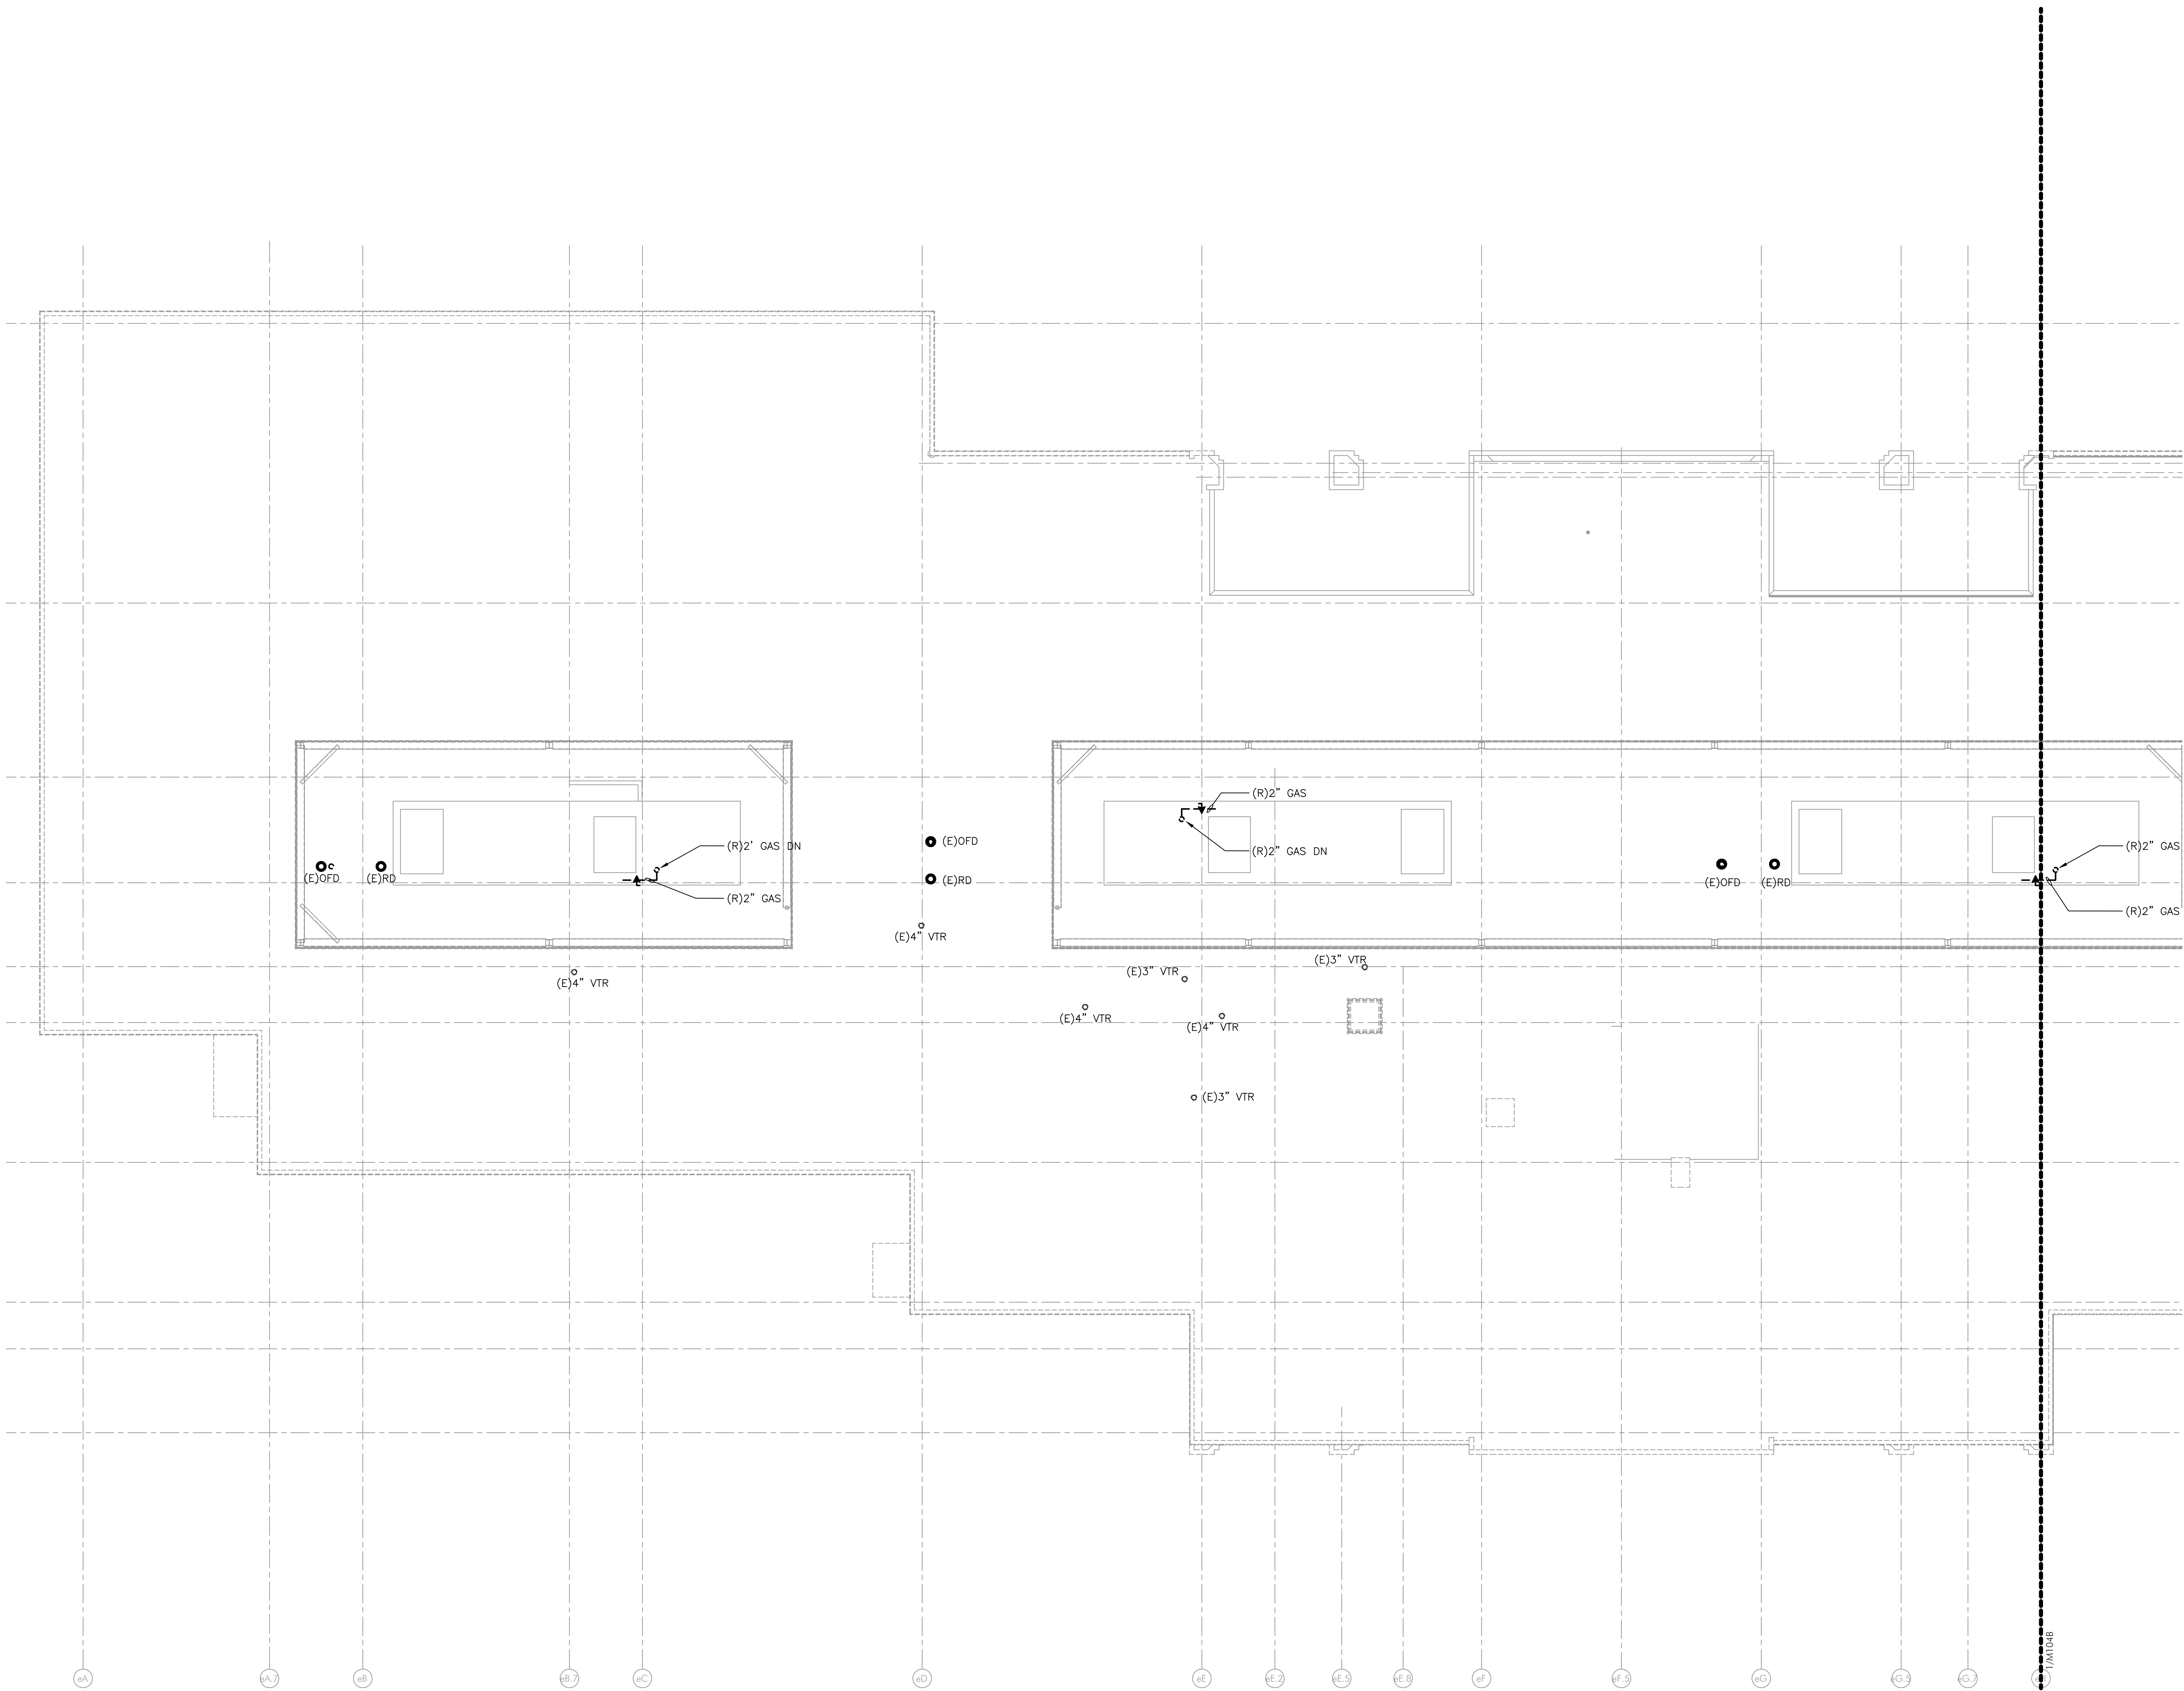 (R)2" GAS
(R)2" GAS DN
(E)OFD
(E)RD
(R)2' GAS DN
(R)2" GAS
(E)OFD
(E)RD
(E)OFD
(E)RD
(R)2" GAS
(R)2" GAS
(E)4" VTR
(E)4" VTR
(E)3" VTR
(E)3" VTR
(E)4" VTR
(E)4" VTR
(E)3" VTR
1/M104B
eA
eA.7
eB
eB.7
eC
eD
eE
eE.2
eE.5
eE.8
eF
eF.5
eG
eG.5
eG.7